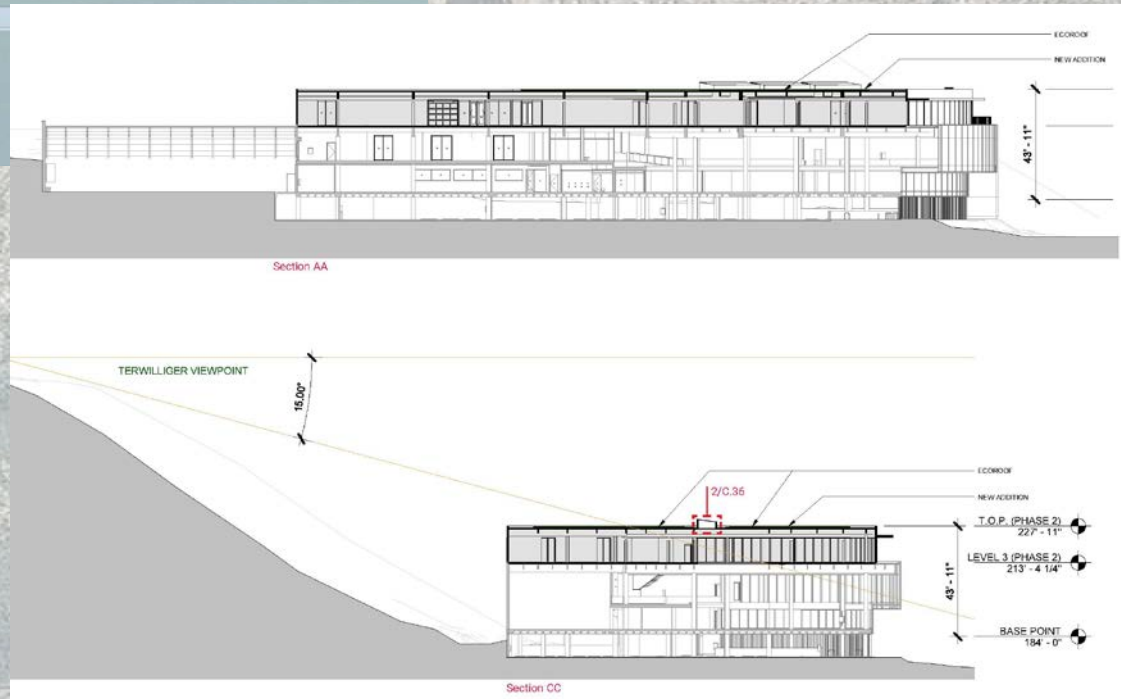 ECOROOF
NEW ADDITION
43' - 11"
Section AA
TERWILLIGER VIEWPOINT
15.00°
2/C.36
ECOROOF
NEW ADDITION
T.O.P. (PHASE 2)
227' - 11"
LEVEL 3 (PHASE 2)
213' - 4 1/4"
43' - 11"
BASE POINT
184' - 0"
Section CC